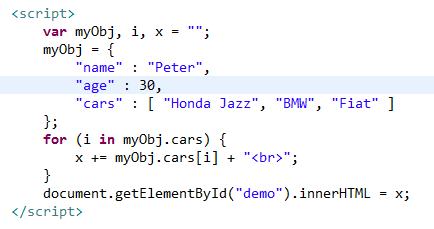 <script>
    var myObj, i, x = "";
    myObj = {
        "name" : "Peter",
        "age" : 30,
        "cars" : [ "Honda Jazz", "BMW", "Fiat" ]
    };
    for (i in myObj.cars) {
        x += myObj.cars[i] + "<br>";
    }
    document.getElementById("demo").innerHTML = x;
</script>